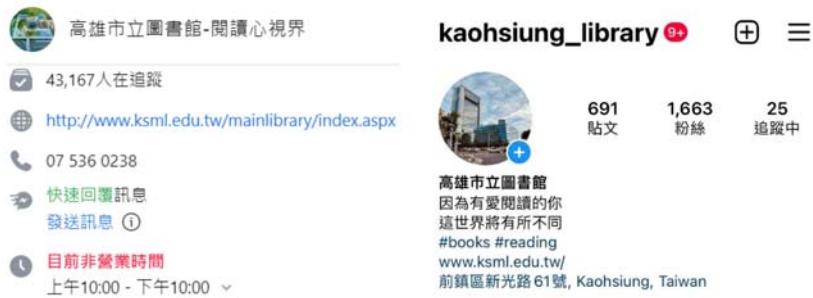 高雄市立圖書館-閱讀心視界
43,167人在追蹤
http://www.ksml.edu.tw/mainlibrary/index.aspx
07 536 0238
快速回覆訊息
發送訊息
目前非營業時間
上午10:00 - 下午10:00
kaohsiung_library 9+
691 1,663 25
貼文 粉絲 追蹤中
高雄市立圖書館
因為有愛閱讀的你
這世界將有所不同
#books #reading
www.ksml.edu.tw/
前鎮區新光路61號, Kaohsiung, Taiwan